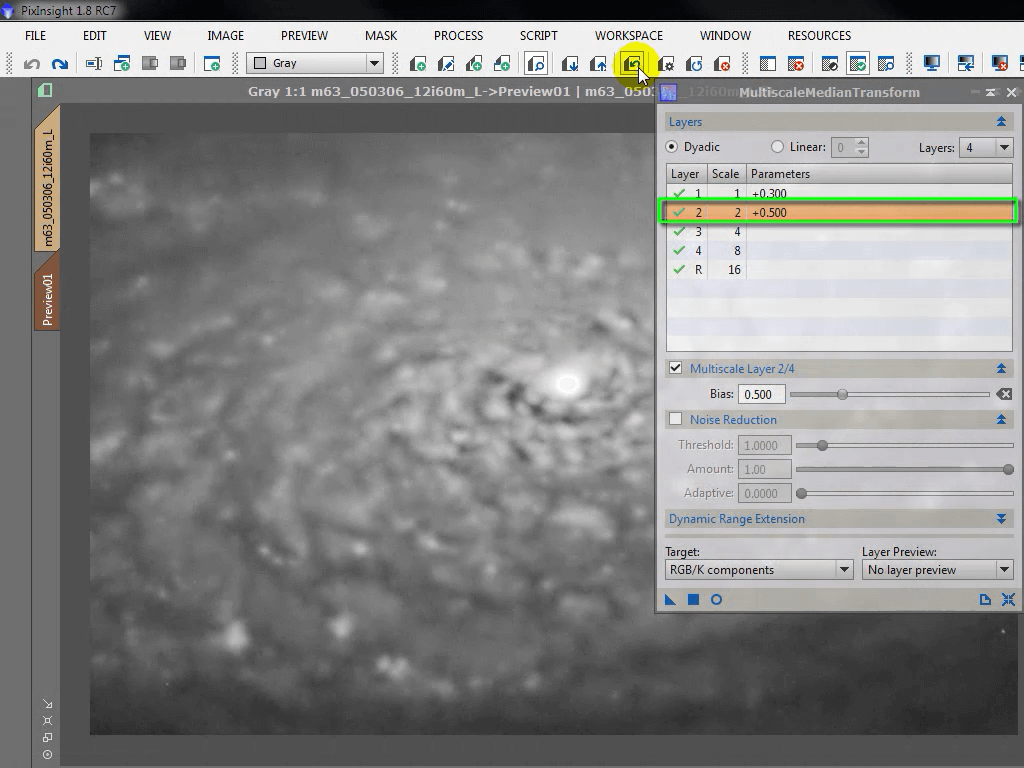 PixInsight 1.8 RC7
FILE EDIT VIEW IMAGE PREVIEW MASK PROCESS SCRIPT WORKSPACE WINDOW RESOURCES
Gray
Gray 1:1 m63_050306_12i60m_L->Preview01 | m63_050306_12i60m_L
m63_050306_12i60m_L
Preview01
MultiscaleMedianTransform
Layers
Dyadic Linear: 0 Layers: 4
Layer Scale Parameters
1 1 +0.300
2 2 +0.500
3 4
4 8
R 16
Multiscale Layer 2/4
Bias: 0.500
Noise Reduction
Threshold: 1.0000
Amount: 1.00
Adaptive: 0.0000
Dynamic Range Extension
Target: Layer Preview:
RGB/K components No layer preview